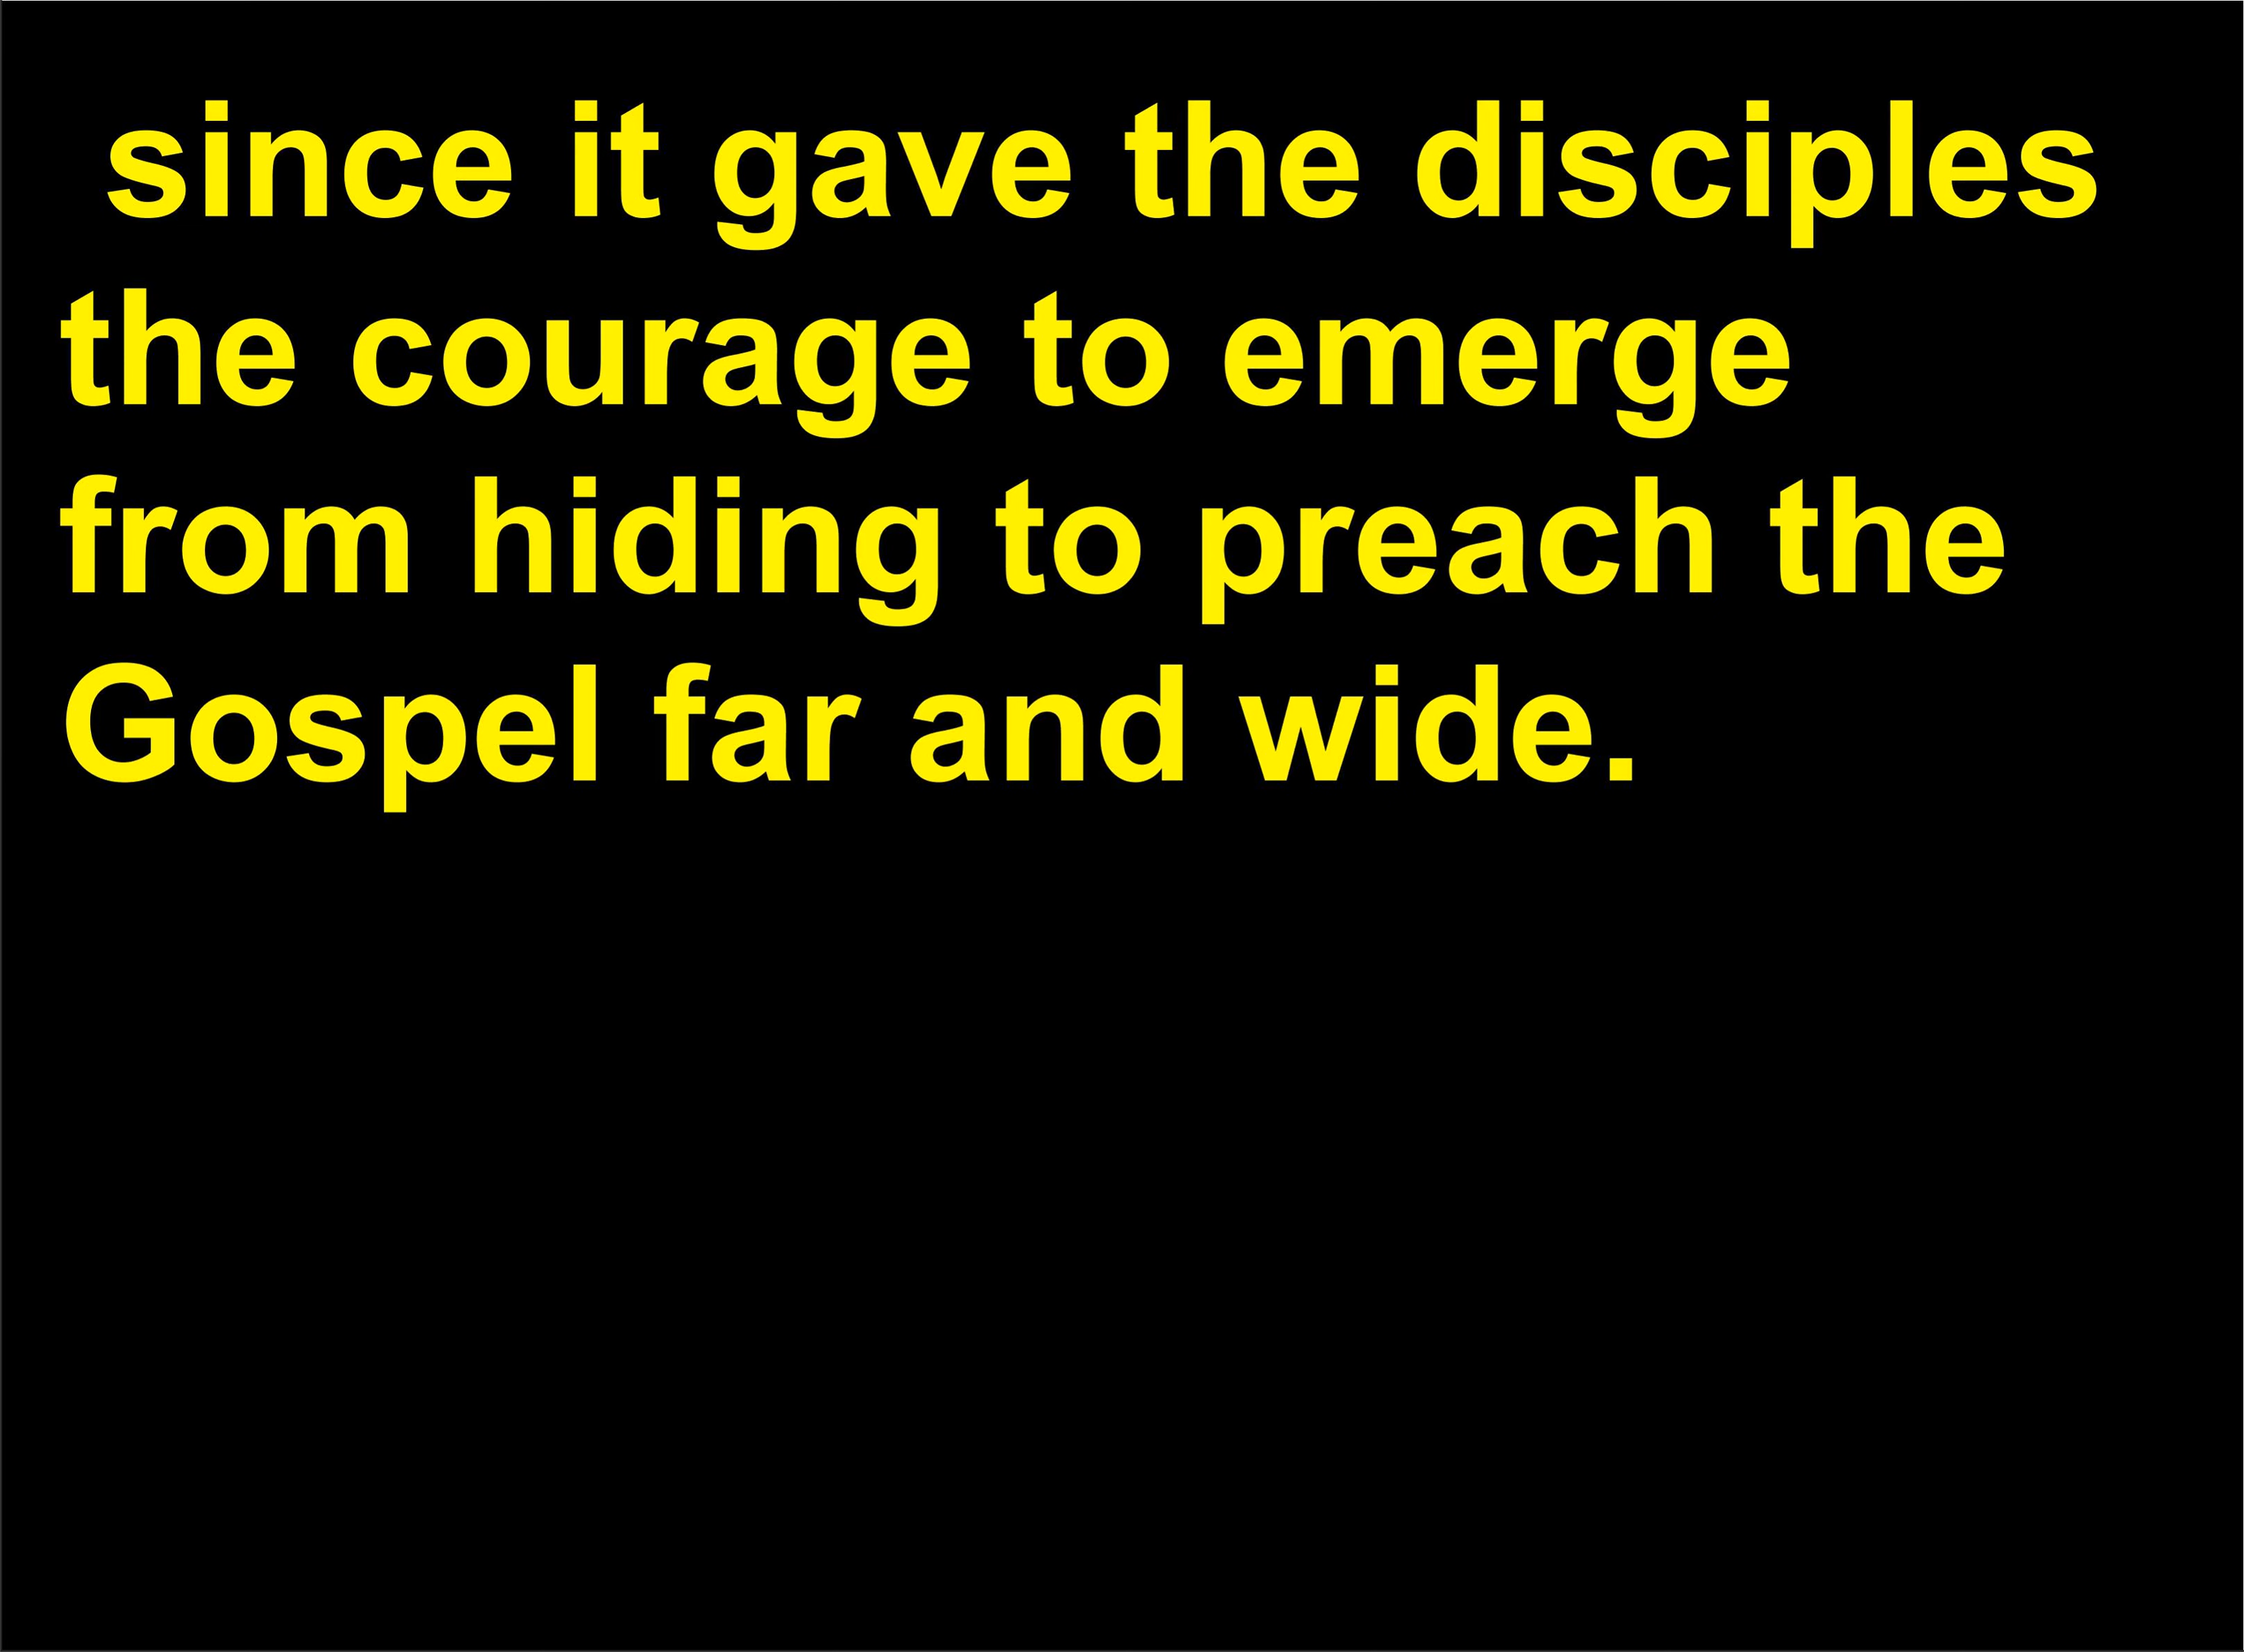 since it gave the disciples
the courage to emerge
from hiding to preach the
Gospel far and wide.